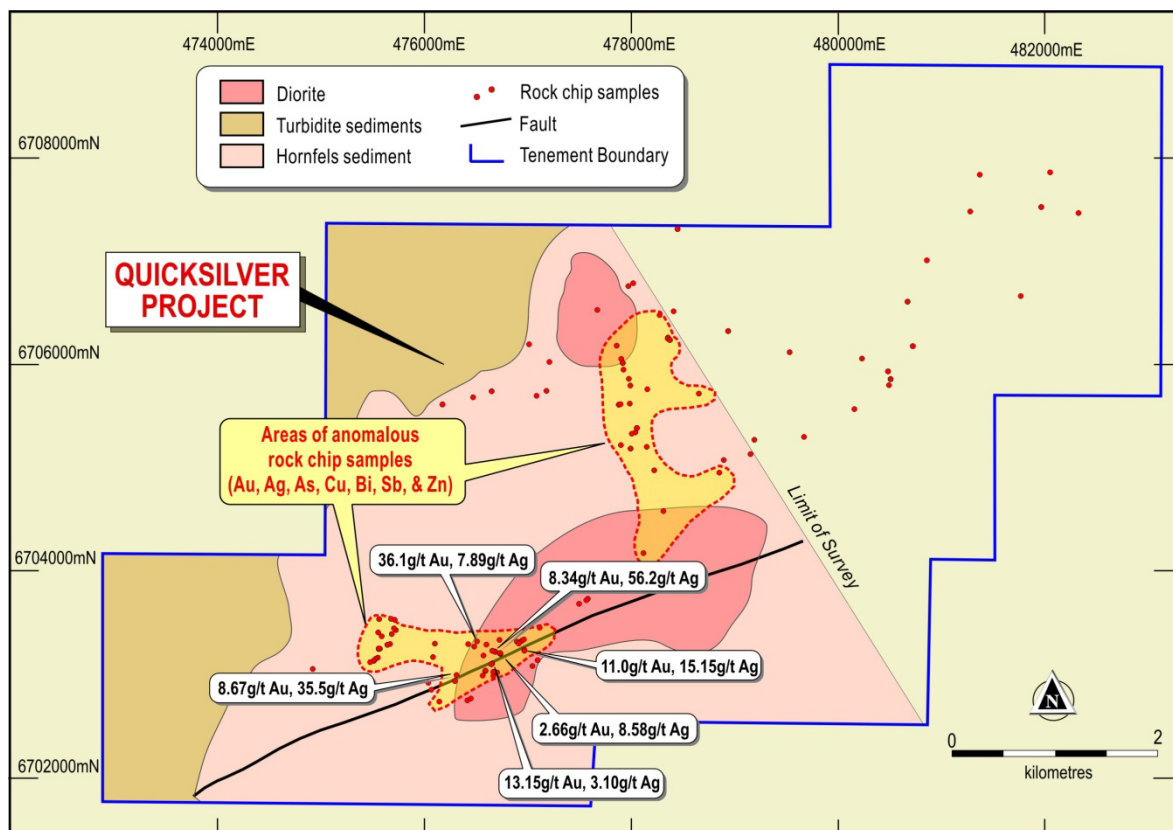 474000mE
476000mE
478000mE
480000mE
482000mE
Diorite
Turbidite sediments
Hornfels sediment
Rock chip samples
Fault
Tenement Boundary
6708000mN
QUICKSILVER
PROJECT
6706000mN
Areas of anomalous
rock chip samples
(Au, Ag, As, Cu, Bi, Sb, & Zn)
Limit of Survey
6704000mN
36.1g/t Au, 7.89g/t Ag
8.34g/t Au, 56.2g/t Ag
11.0g/t Au, 15.15g/t Ag
8.67g/t Au, 35.5g/t Ag
2.66g/t Au, 8.58g/t Ag
13.15g/t Au, 3.10g/t Ag
N
0
2
kilometres
6702000mN